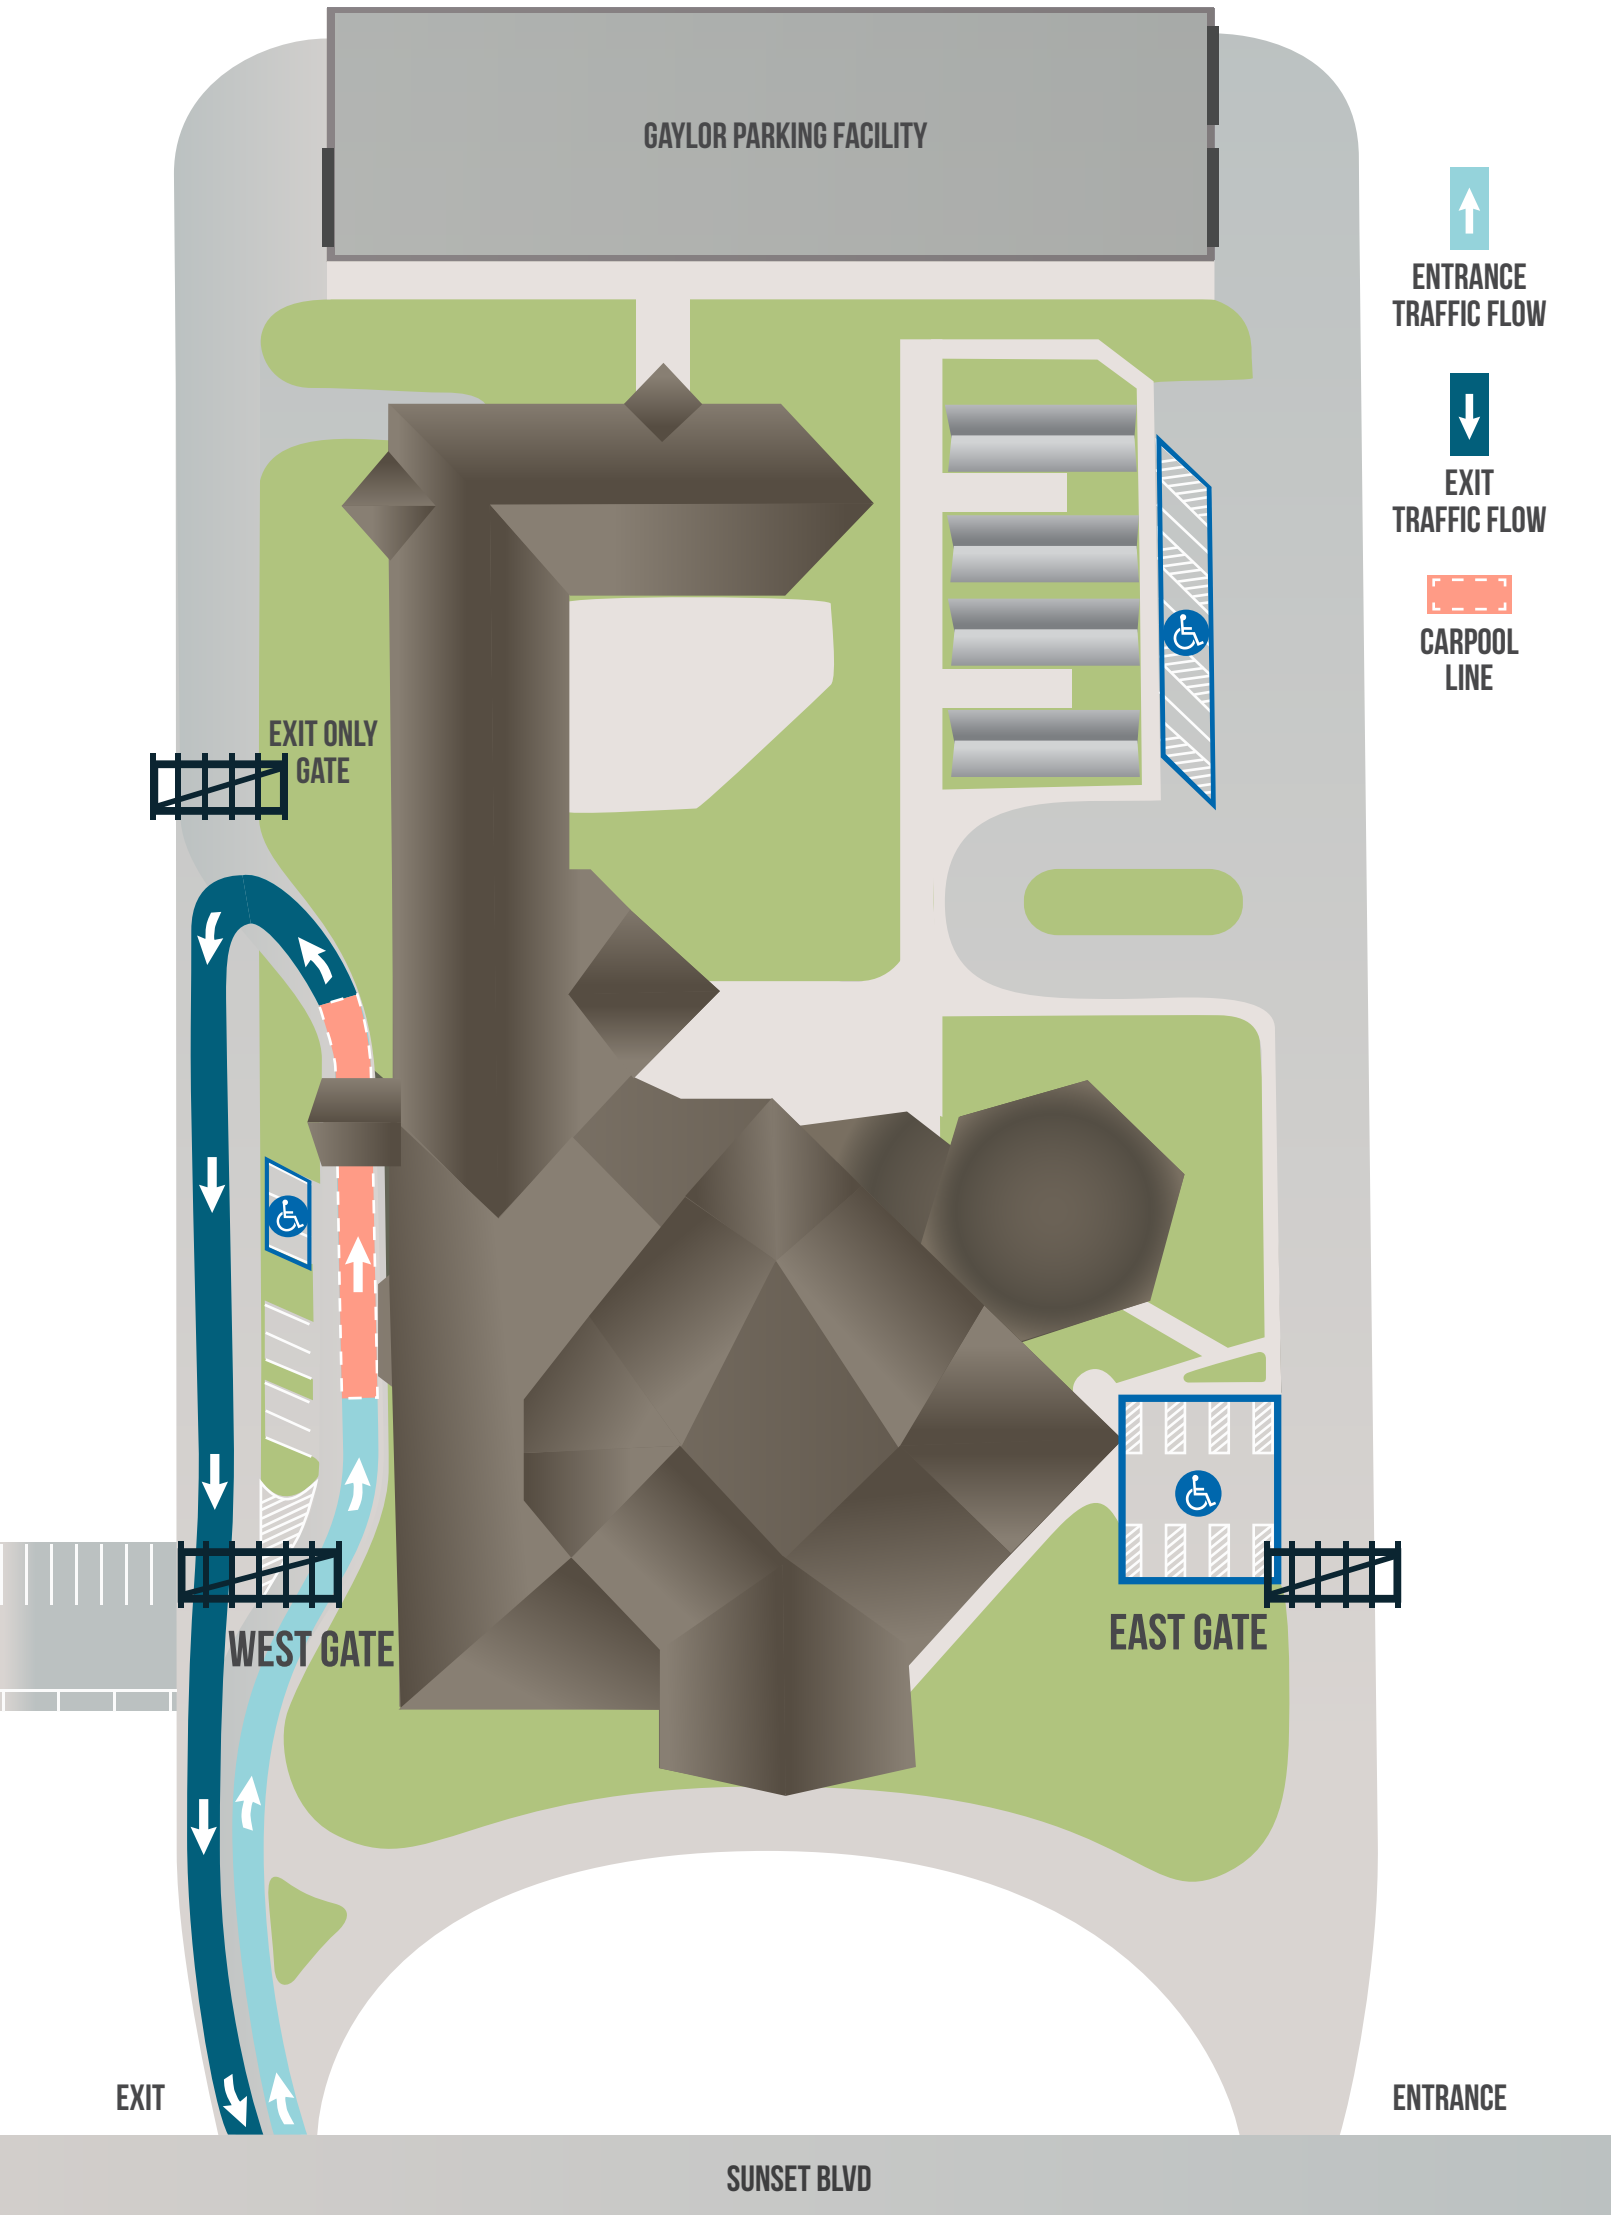 GAYLOR PARKING FACILITY
ENTRANCE
TRAFFIC FLOW
EXIT
TRAFFIC FLOW
CARPOOL
LINE
EXIT ONLY
GATE
WEST GATE
EAST GATE
EXIT
ENTRANCE
SUNSET BLVD